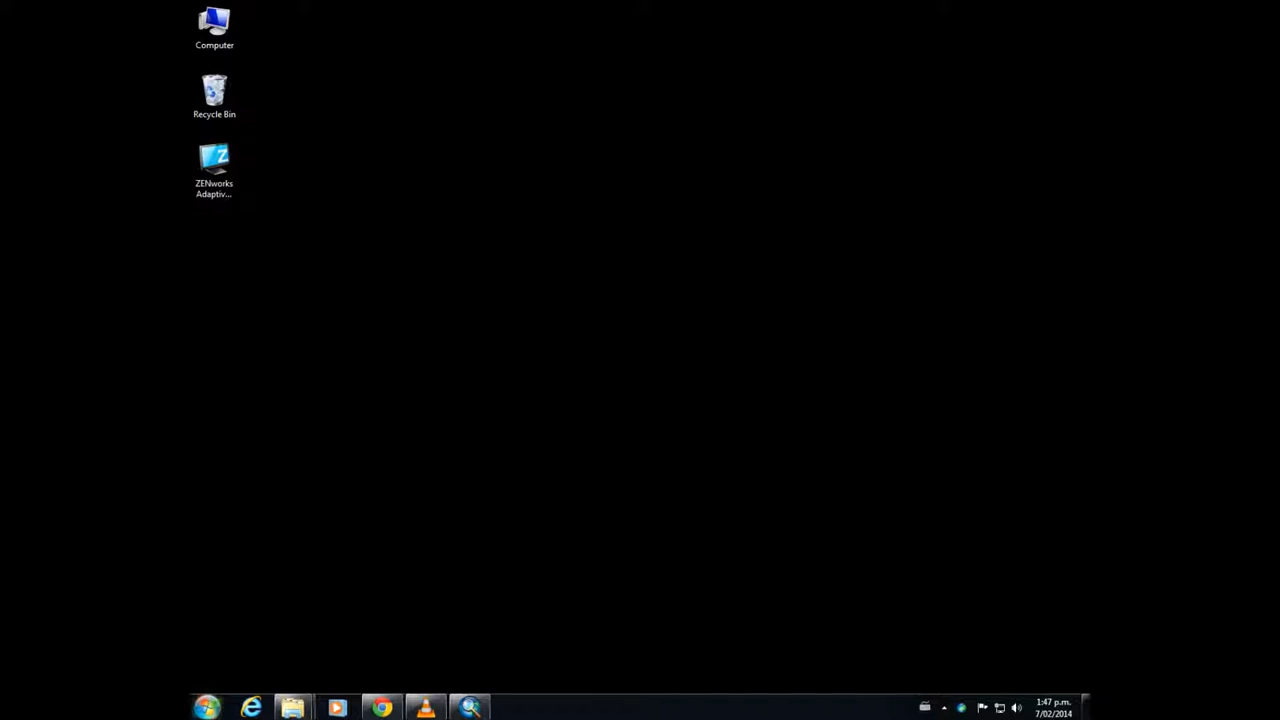 Computer
Recycle Bin
ZENworks
Adaptiv...
1:47 p.m.
7/02/2014